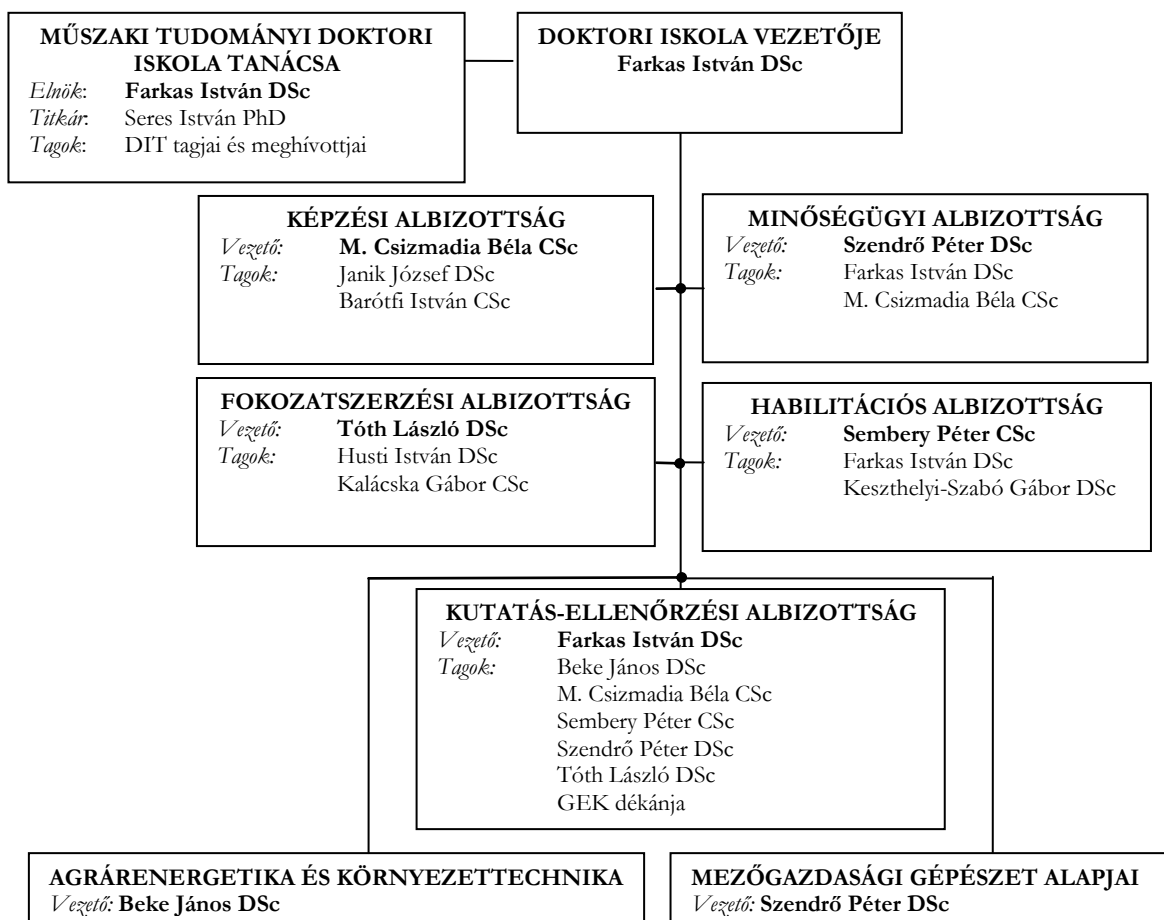 MŰSZAKI TUDOMÁNYI DOKTORI
ISKOLA TANÁCSA
Elnök: Farkas István DSc
Titkár: Seres István PhD
Tagok: DIT tagjai és meghívottjai
DOKTORI ISKOLA VEZETŐJE
Farkas István DSc
KÉPZÉSI ALBIZOTTSÁG
Vezető: M. Csizmadia Béla CSc
Tagok: Janik József DSc
Barótfi István CSc
MINŐSÉGÜGYI ALBIZOTTSÁG
Vezető: Szendrő Péter DSc
Tagok: Farkas István DSc
M. Csizmadia Béla CSc
FOKOZATSZERZÉSI ALBIZOTTSÁG
Vezető: Tóth László DSc
Tagok: Husti István DSc
Kalácska Gábor CSc
HABILITÁCIÓS ALBIZOTTSÁG
Vezető: Sembery Péter CSc
Tagok: Farkas István DSc
Keszthelyi-Szabó Gábor DSc
KUTATÁS-ELLENŐRZÉSI ALBIZOTTSÁG
Vezető: Farkas István DSc
Tagok: Beke János DSc
M. Csizmadia Béla CSc
Sembery Péter CSc
Szendrő Péter DSc
Tóth László DSc
GEK dékánja
AGRÁRENERGETIKA ÉS KÖRNYEZETTECHNIKA
Vezető: Beke János DSc
MEZŐGAZDASÁGI GÉPÉSZET ALAPJAI
Vezető: Szendrő Péter DSc